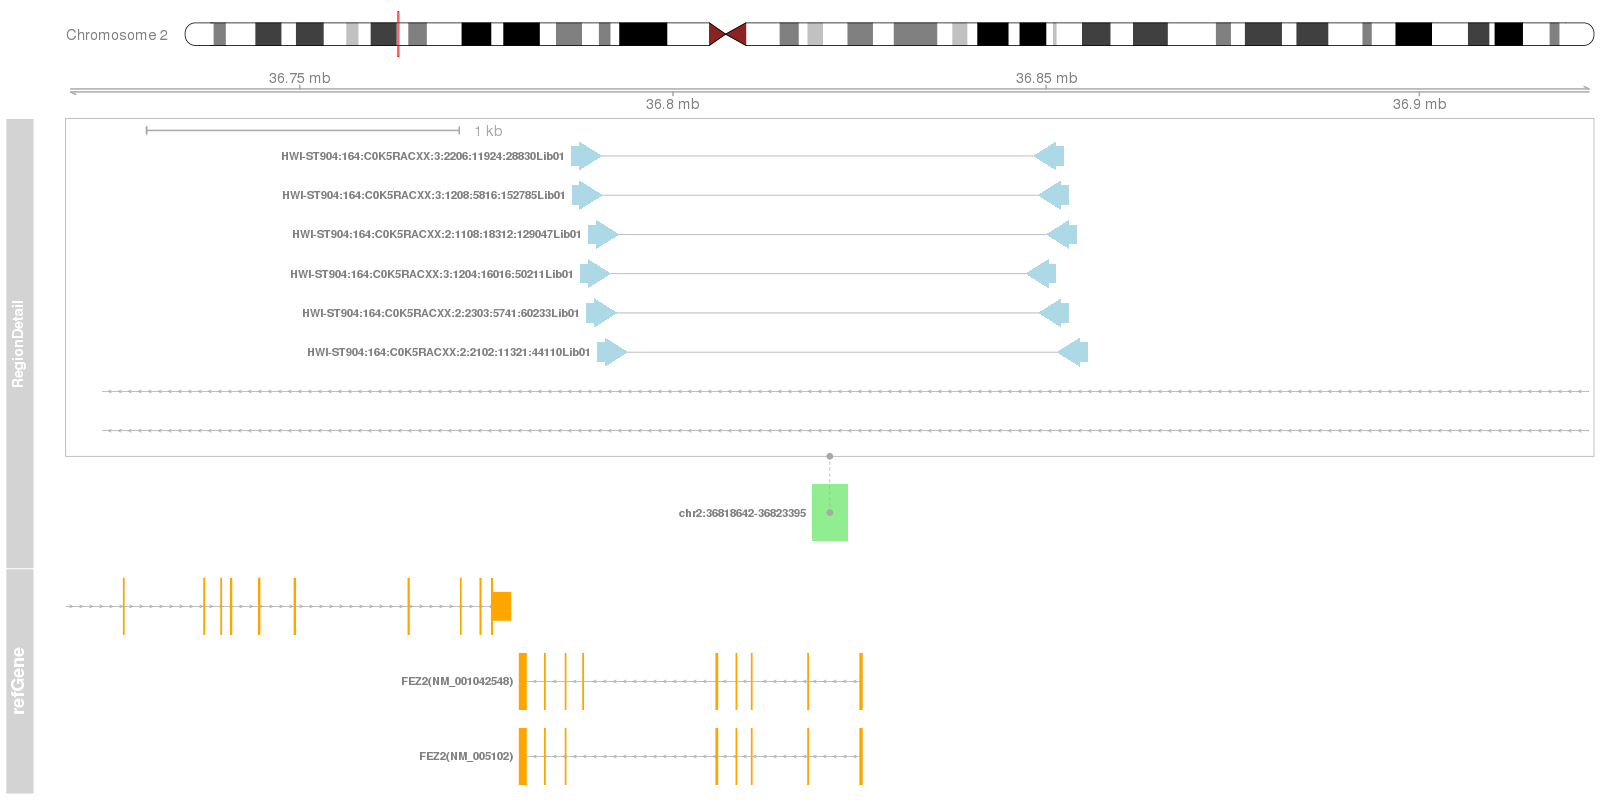 Chromosome 2
36.75 mb
36.85 mb
36.8 mb
36.9 mb
1 kb
HWI-ST904:164:C0K5RACXX:3:2206:11924:28830Lib01
HWI-ST904:164:C0K5RACXX:3:1208:5816:152785Lib01
HWI-ST904:164:C0K5RACXX:2:1108:18312:129047Lib01
HWI-ST904:164:C0K5RACXX:3:1204:16016:50211Lib01
HWI-ST904:164:C0K5RACXX:2:2303:5741:60233Lib01
HWI-ST904:164:C0K5RACXX:2:2102:11321:44110Lib01
RegionDetail
chr2:36818642-36823395
refGene
FEZ2(NM_001042548)
FEZ2(NM_005102)